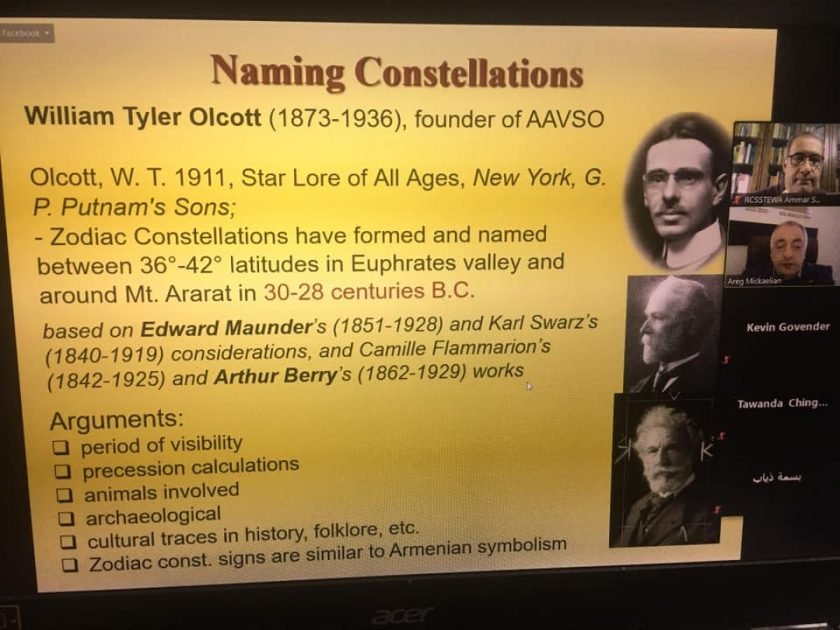 Facebook
Naming Constellations
William Tyler Olcott (1873-1936), founder of AAVSO
Olcott, W. T. 1911, Star Lore of All Ages, New York, G.
P. Putnam's Sons;
- Zodiac Constellations have formed and named
between 36°-42° latitudes in Euphrates valley and
around Mt. Ararat in 30-28 centuries B.C.
based on Edward Maunder's (1851-1928) and Karl Swarz's
(1840-1919) considerations, and Camille Flammarion's
(1842-1925) and Arthur Berry's (1862-1929) works
Arguments:
period of visibility
precession calculations
animals involved
archaeological
cultural traces in history, folklore, etc.
Zodiac const. signs are similar to Armenian symbolism
RCSSTEWA Ammar S...
Areg Mickaelian
Kevin Govender
Tawanda Ching...
بسمة ذياب
acer